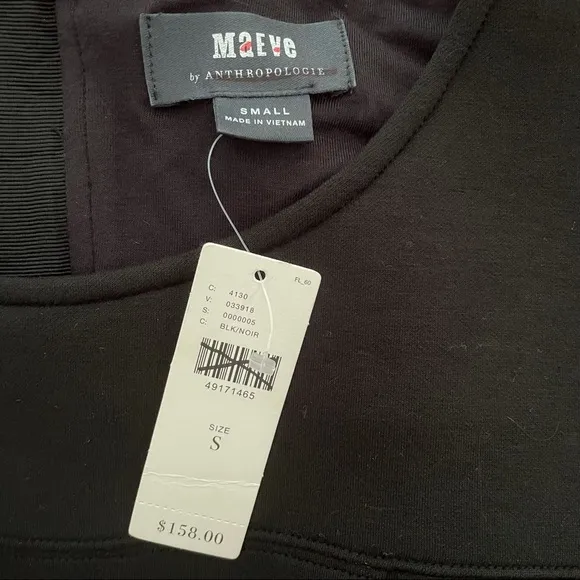 Maeve
by ANTHROPOLOGIE
SMALL
MADE IN VIETNAM
FL_60
C: 4130
V: 033918
S: 0000005
C: BLK/NOIR
49171465
SIZE
S
$158.00